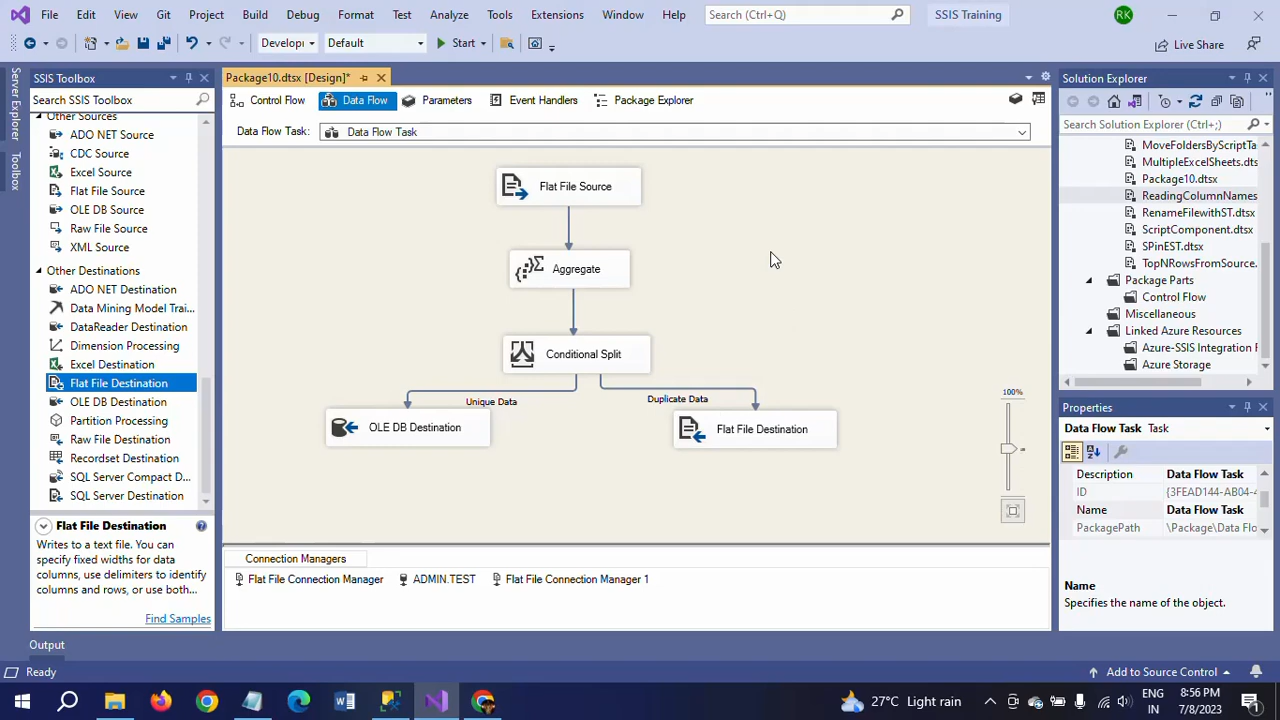 File Edit View Git Project Build Debug Format Test Analyze Tools Extensions Window Help Search (Ctrl+Q) SSIS Training RK
Developi Default Start Live Share
Server Explorer
Toolbox
SSIS Toolbox
Search SSIS Toolbox
Other Sources
ADO NET Source
CDC Source
Excel Source
Flat File Source
OLE DB Source
Raw File Source
XML Source
Other Destinations
ADO NET Destination
Data Mining Model Trai...
DataReader Destination
Dimension Processing
Excel Destination
Flat File Destination
OLE DB Destination
Partition Processing
Raw File Destination
Recordset Destination
SQL Server Compact D...
SQL Server Destination
Flat File Destination
Writes to a text file. You can
specify fixed widths for data
columns, use delimiters to identify
columns and rows, or use both...
Find Samples
Package10.dtsx [Design]*
Control Flow Data Flow Parameters Event Handlers Package Explorer
Data Flow Task: Data Flow Task
Flat File Source
Aggregate
Conditional Split
Unique Data Duplicate Data
OLE DB Destination Flat File Destination
100%
Connection Managers
Flat File Connection Manager ADMIN.TEST Flat File Connection Manager 1
Solution Explorer
Search Solution Explorer (Ctrl+;)
MoveFoldersByScriptTa
MultipleExcelSheets.dts
Package10.dtsx
ReadingColumnNames
RenameFilewithST.dtsx
ScriptComponent.dtsx
SPinEST.dtsx
TopNRowsFromSource.
Package Parts
Control Flow
Miscellaneous
Linked Azure Resources
Azure-SSIS Integration F
Azure Storage
Properties
Data Flow Task Task
Description Data Flow Task
ID {3FEAD144-AB04-4
Name Data Flow Task
PackagePath \Package\Data Flo
Name
Specifies the name of the object.
Output
Ready Add to Source Control
27°C Light rain ENG IN 8:56 PM 7/8/2023 1